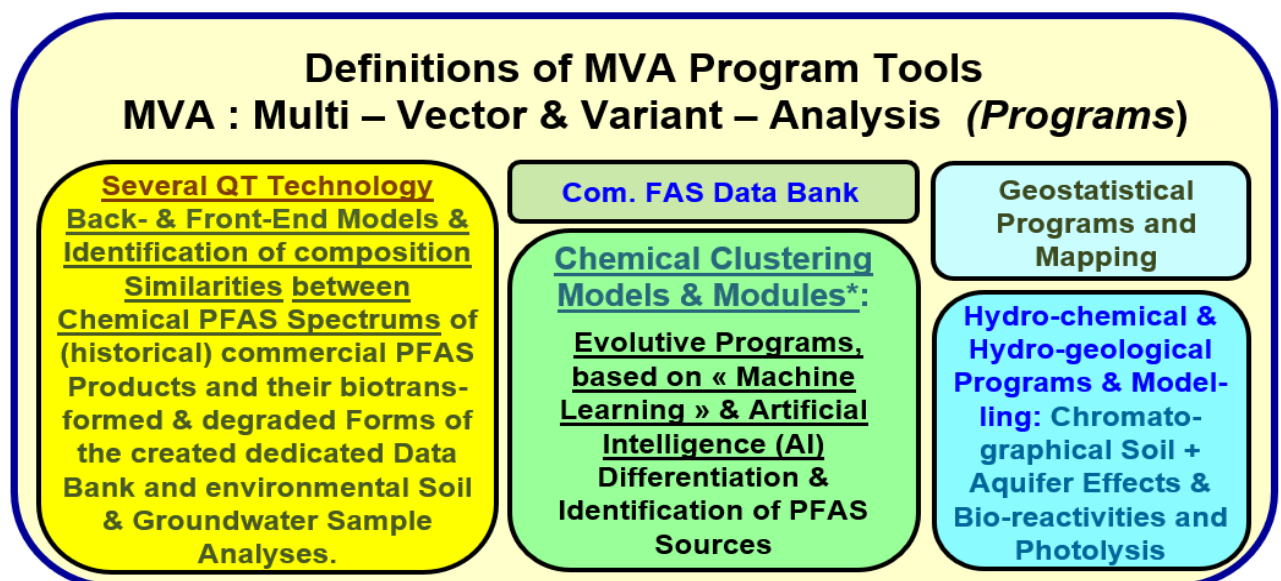 Definitions of MVA Program Tools
MVA : Multi – Vector & Variant – Analysis (Programs)
Several QT Technology
Back- & Front-End Models &
Identification of composition
Similarities between
Chemical PFAS Spectrums of
(historical) commercial PFAS
Products and their biotrans-
formed & degraded Forms of
the created dedicated Data
Bank and environmental Soil
& Groundwater Sample
Analyses.
Com. FAS Data Bank
Chemical Clustering
Models & Modules*:
Evolutive Programs,
based on « Machine
Learning » & Artificial
Intelligence (AI)
Differentiation &
Identification of PFAS
Sources
Geostatistical
Programs and
Mapping
Hydro-chemical &
Hydro-geological
Programs & Model-
ling: Chromato-
graphical Soil +
Aquifer Effects &
Bio-reactivities and
Photolysis